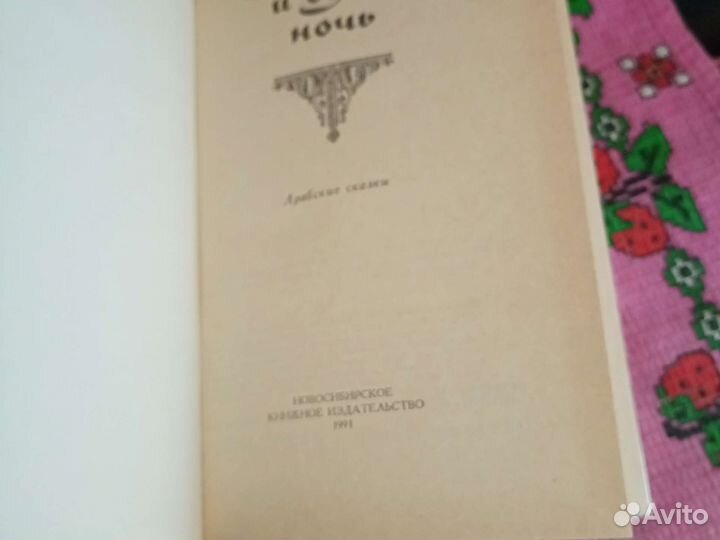 и
ночь
Арабские сказки
НОВОСИБИРСКОЕ
КНИЖНОЕ ИЗДАТЕЛЬСТВО
1991
Avito